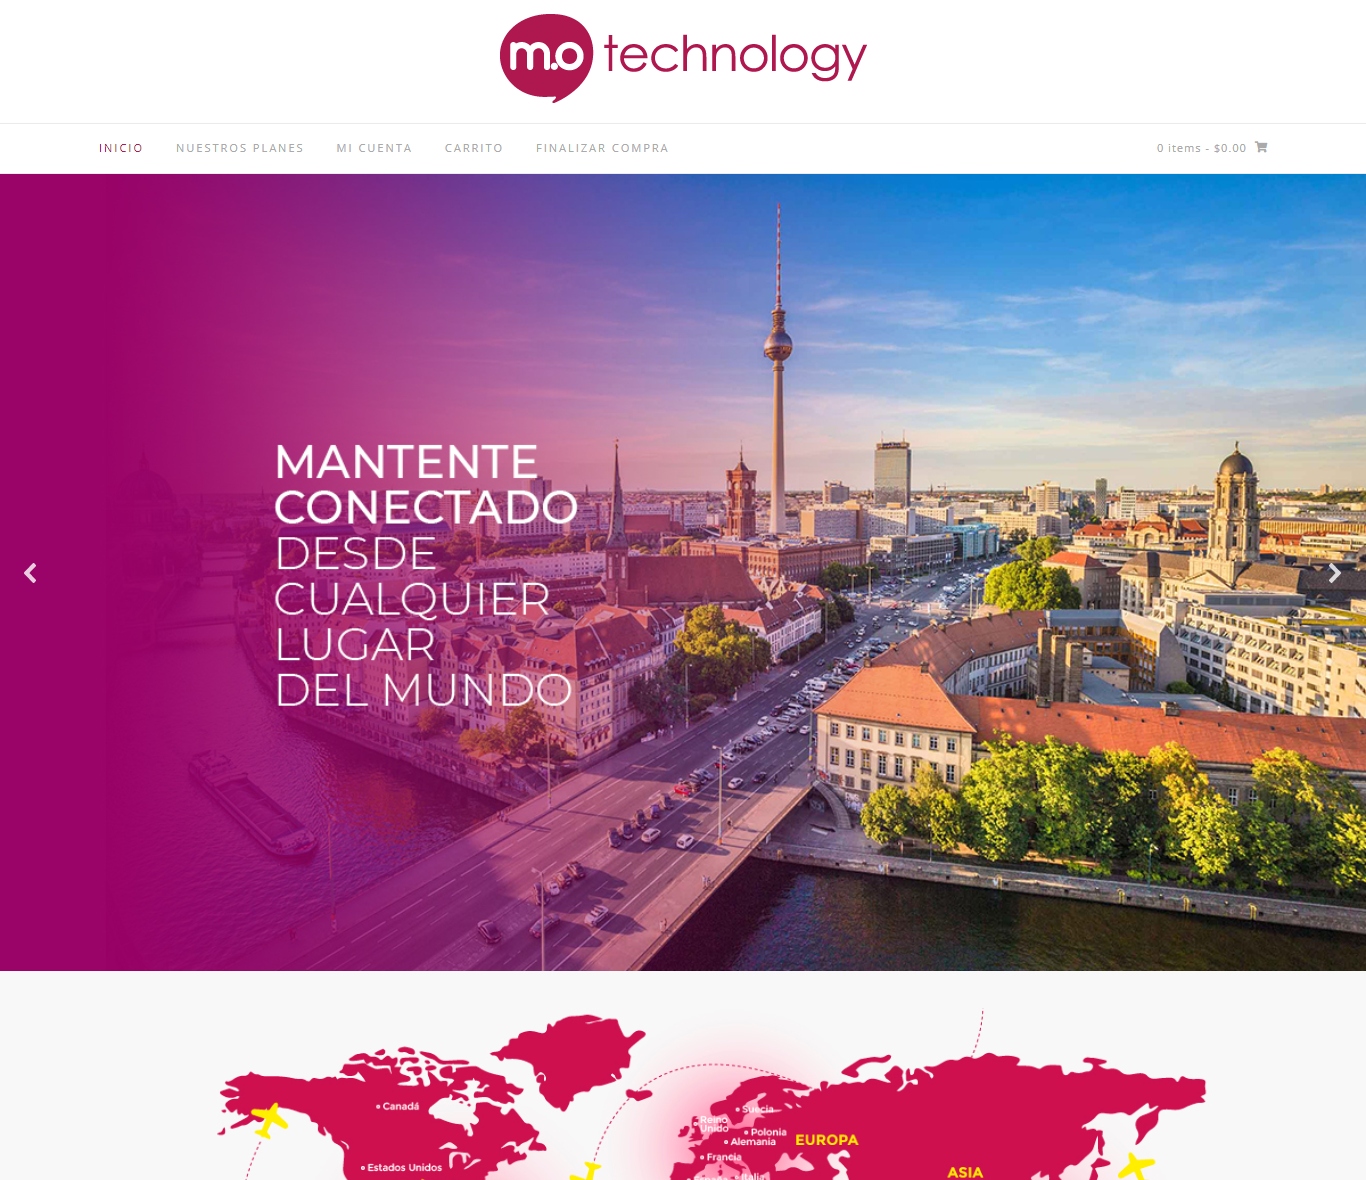 m.o technology
INICIO NUESTROS PLANES MI CUENTA CARRITO FINALIZAR COMPRA 0 items - $0.00
MANTENTE
CONECTADO
DESDE
CUALQUIER
LUGAR
DEL MUNDO
Canadá
Suecia
Reino
Unido
Polonia
Alemania
EUROPA
Francia
Estados Unidos
ASIA
Italia